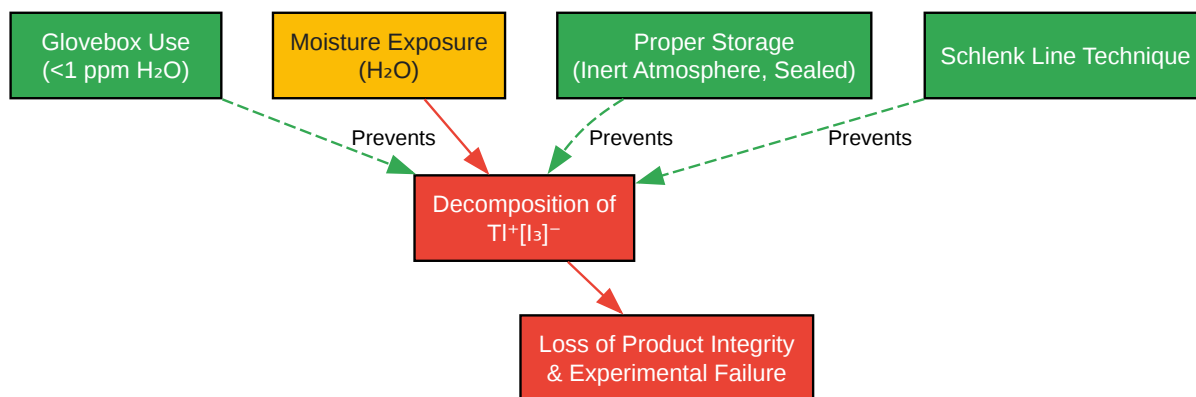 Glovebox Use
(<1 ppm H₂O)
Moisture Exposure
(H₂O)
Proper Storage
(Inert Atmosphere, Sealed)
Schlenk Line Technique
Prevents
Prevents
Prevents
Decomposition of
Tl⁺[I₃]⁻
Loss of Product Integrity
& Experimental Failure